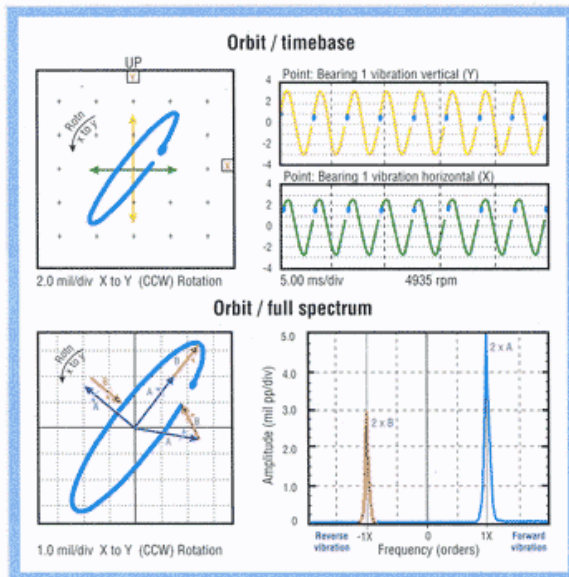 Orbit / timebase
UP
Y
Rotn
x to y
X
2.0 mil/div X to Y (CCW) Rotation
Point: Bearing 1 vibration vertical (Y)
4
2
0
-2
-4
Point: Bearing 1 vibration horizontal (X)
4
2
0
-2
-4
5.00 ms/div 4935 rpm
Orbit / full spectrum
Rotn
x to y
B
A
B
A
B
A
1.0 mil/div X to Y (CCW) Rotation
Amplitude (mil pp/div)
5.0
4.0
3.0
2.0
1.0
0
2 x A
2 x B
Reverse
vibration
-1X
0
1X
Forward
vibration
Frequency (orders)